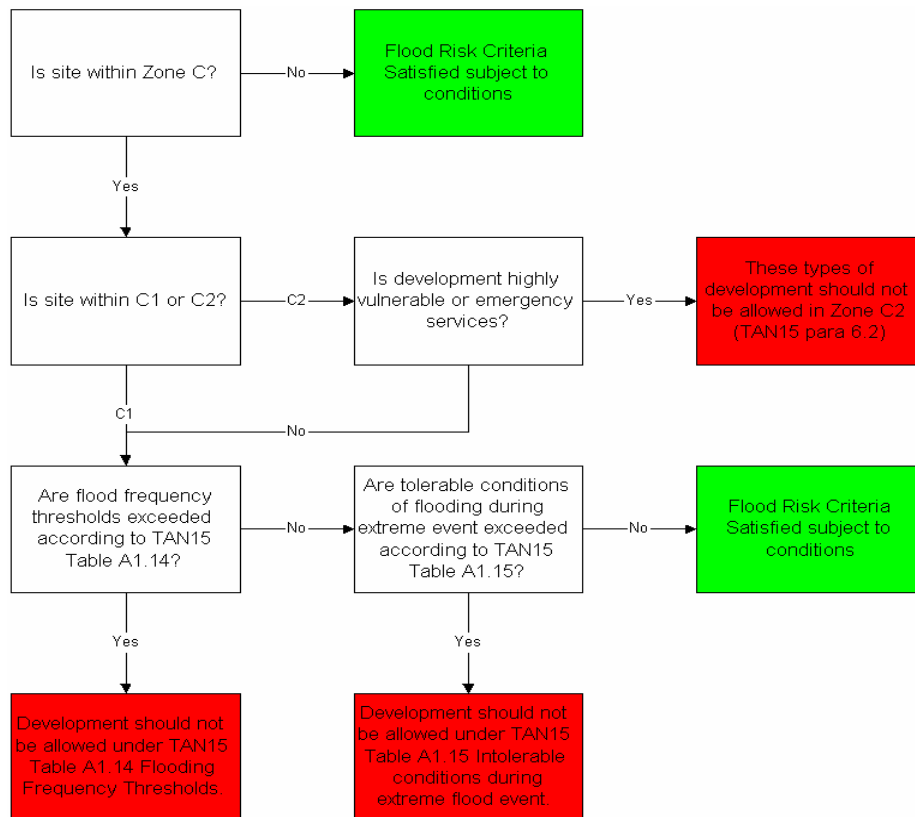 Is site within Zone C?
No
Flood Risk Criteria
Satisfied subject to
conditions
Yes
Is site within C1 or C2?
C2
Is development highly
vulnerable or emergency
services?
Yes
These types of
development should not
be allowed in Zone C2
(TAN15 para 6.2)
C1
No
Are flood frequency
thresholds exceeded
according to TAN15
Table A1.14?
No
Are tolerable conditions
of flooding during
extreme event exceeded
according to TAN15
Table A1.15?
No
Flood Risk Criteria
Satisfied subject to
conditions
Yes
Yes
Development should not
be allowed under TAN15
Table A1.14 Flooding
Frequency Thresholds.
Development should not
be allowed under TAN15
Table A1.15 Intolerable
conditions during
extreme flood event.